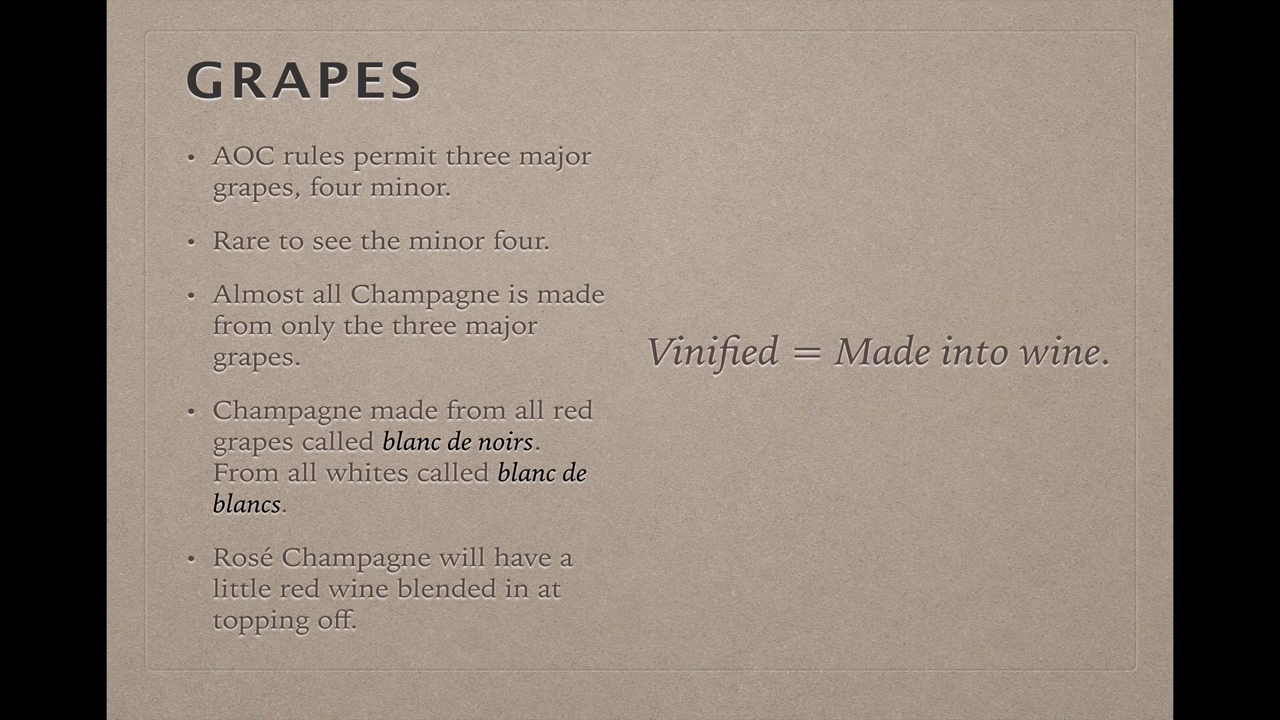 GRAPES
• AOC rules permit three major
grapes, four minor.
• Rare to see the minor four.
• Almost all Champagne is made
from only the three major
grapes.
• Champagne made from all red
grapes called blanc de noirs.
From all whites called blanc de
blancs.
• Rosé Champagne will have a
little red wine blended in at
topping off.
Vinified = Made into wine.